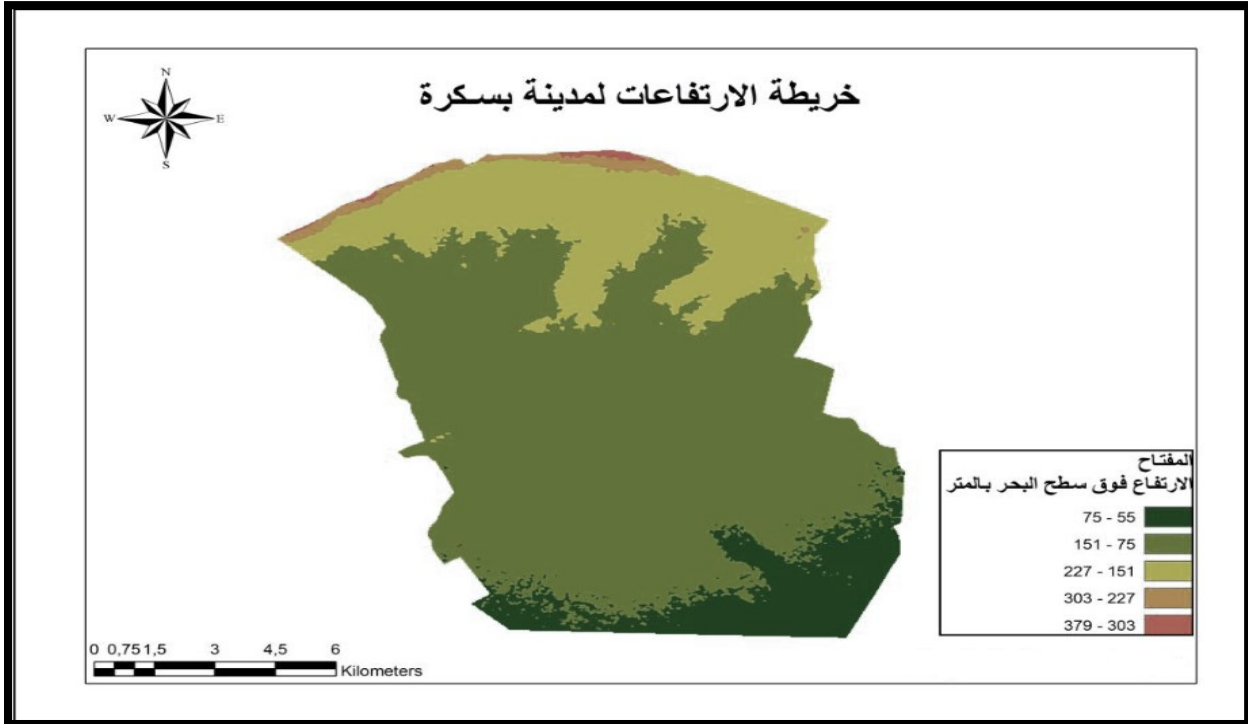 خريطة الارتفاعات لمدينة بسكرة
N
W E
S
المفتاح
الارتفاع فوق سطح البحر بالمتر
75 - 55
151 - 75
227 - 151
303 - 227
379 - 303
0 0,75 1,5 3 4,5 6
Kilometers